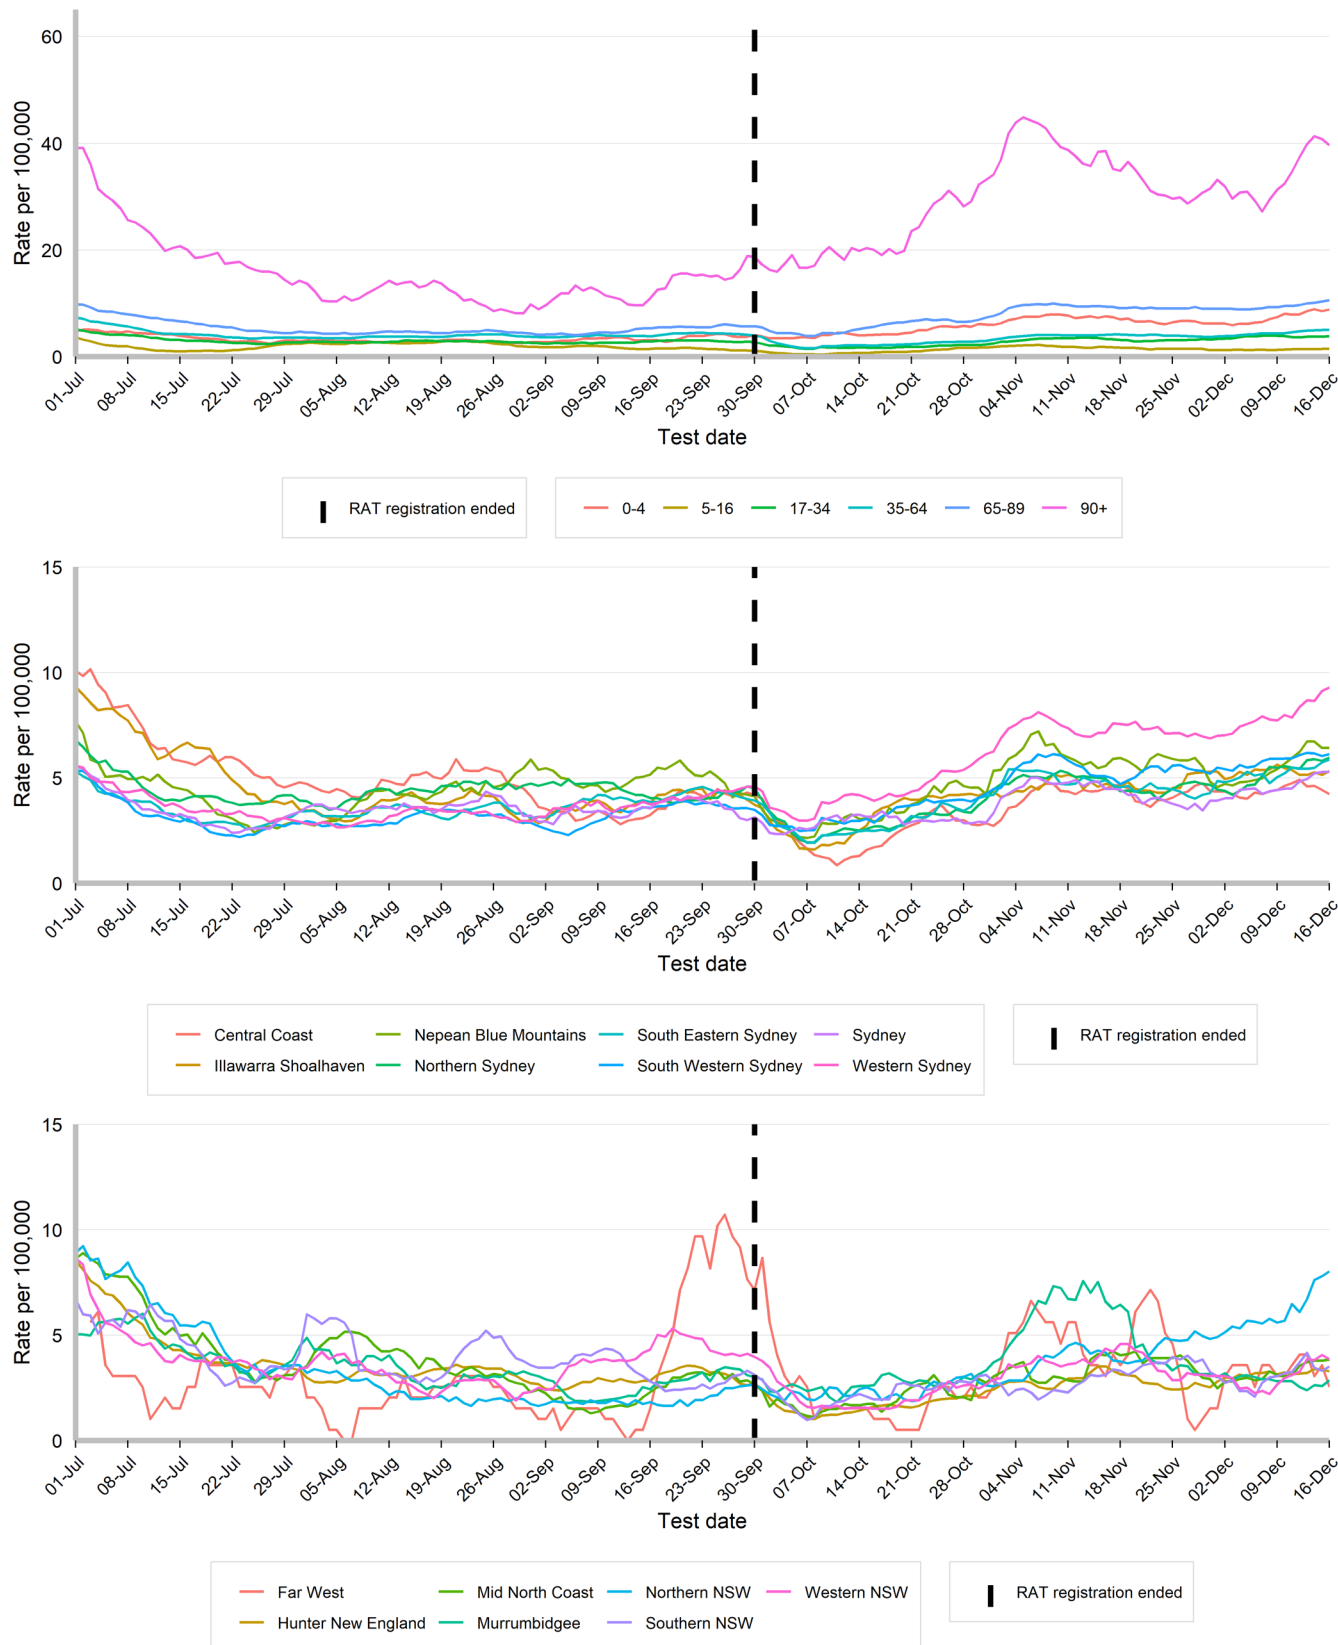 60
40
20
0
Rate per 100,000
01-Jul 08-Jul 15-Jul 22-Jul 29-Jul 05-Aug 12-Aug 19-Aug 26-Aug 02-Sep 09-Sep 16-Sep 23-Sep 30-Sep 07-Oct 14-Oct 21-Oct 28-Oct 04-Nov 11-Nov 18-Nov 25-Nov 02-Dec 09-Dec 16-Dec
Test date
RAT registration ended 0-4 5-16 17-34 35-64 65-89 90+
15
10
5
0
Rate per 100,000
01-Jul 08-Jul 15-Jul 22-Jul 29-Jul 05-Aug 12-Aug 19-Aug 26-Aug 02-Sep 09-Sep 16-Sep 23-Sep 30-Sep 07-Oct 14-Oct 21-Oct 28-Oct 04-Nov 11-Nov 18-Nov 25-Nov 02-Dec 09-Dec 16-Dec
Test date
Central Coast Nepean Blue Mountains South Eastern Sydney Sydney RAT registration ended
Illawarra Shoalhaven Northern Sydney South Western Sydney Western Sydney
15
10
5
0
Rate per 100,000
01-Jul 08-Jul 15-Jul 22-Jul 29-Jul 05-Aug 12-Aug 19-Aug 26-Aug 02-Sep 09-Sep 16-Sep 23-Sep 30-Sep 07-Oct 14-Oct 21-Oct 28-Oct 04-Nov 11-Nov 18-Nov 25-Nov 02-Dec 09-Dec 16-Dec
Test date
Far West Mid North Coast Northern NSW Western NSW RAT registration ended
Hunter New England Murrumbidgee Southern NSW